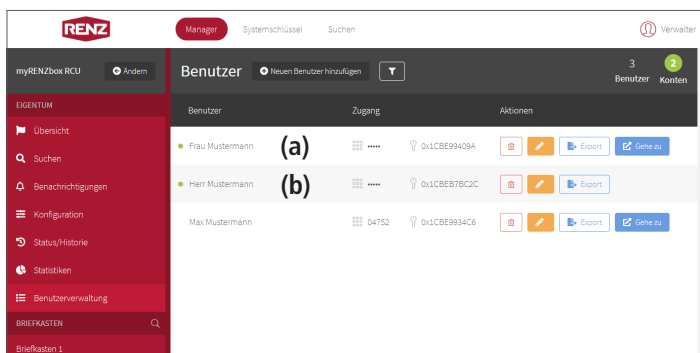 RENZ
Manager Systemschlüssel Suchen Verwalter
myRENZbox RCU Ändern
Benutzer Neuen Benutzer hinzufügen
3 Benutzer
2 Konten
EIGENTUM
Übersicht
Suchen
Benachrichtigungen
Konfiguration
Status/Historie
Statistiken
Benutzerverwaltung
BRIEFKASTEN
Briefkasten 1
Benutzer Zugang Aktionen
Frau Mustermann (a) ••••• 0x1CBE99409A Export Gehe zu
Herr Mustermann (b) ••••• 0x1CBEEB7BC2C Export
Max Mustermann 04752 0x1CBE9934C6 Export Gehe zu